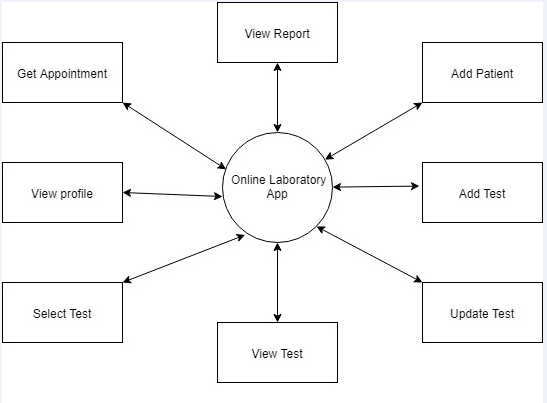 View Report
Get Appointment
Add Patient
Online Laboratory
App
View profile
Add Test
Select Test
Update Test
View Test